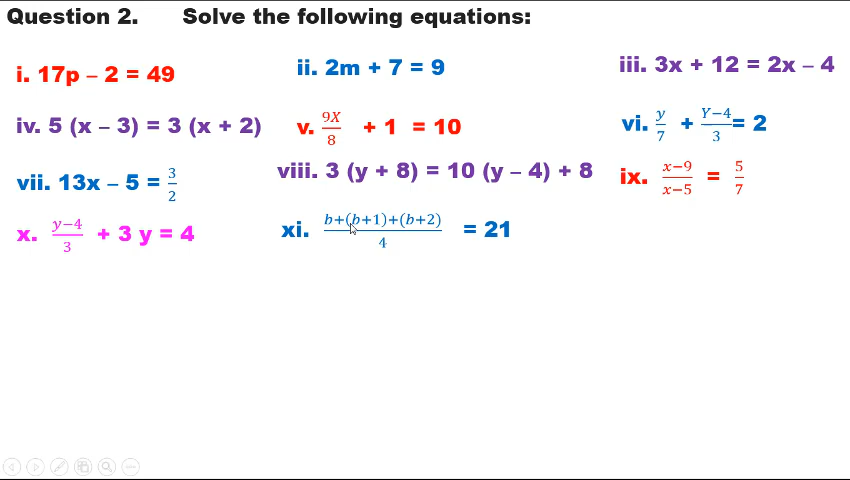 Question 2. Solve the following equations:
i. 17p – 2 = 49 ii. 2m + 7 = 9 iii. 3x + 12 = 2x – 4
iv. 5 (x – 3) = 3 (x + 2) v. 9X/8 + 1 = 10 vi. y/7 + Y−4/3 = 2
vii. 13x – 5 = 3/2 viii. 3 (y + 8) = 10 (y – 4) + 8 ix. x−9/x−5 = 5/7
x. y−4/3 + 3 y = 4 xi. b+(b+1)+(b+2)/4 = 21